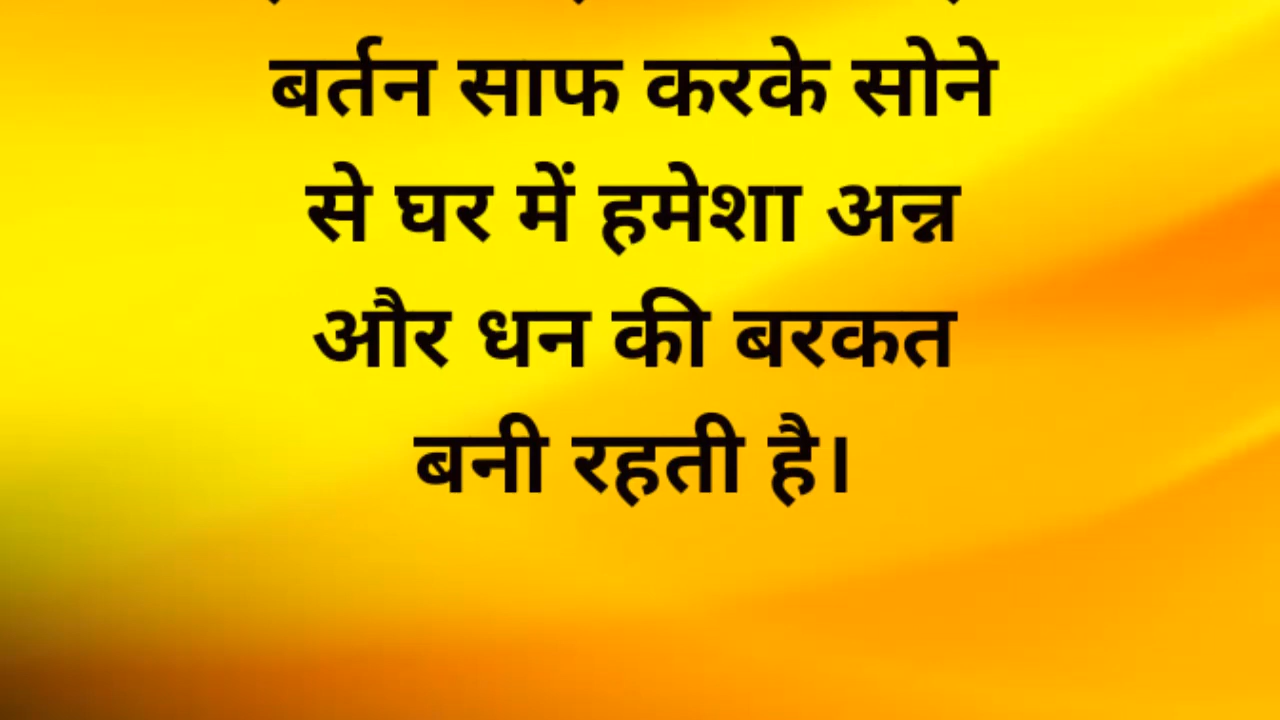 बर्तन साफ करके सोने
से घर में हमेशा अन्न
और धन की बरकत
बनी रहती है।